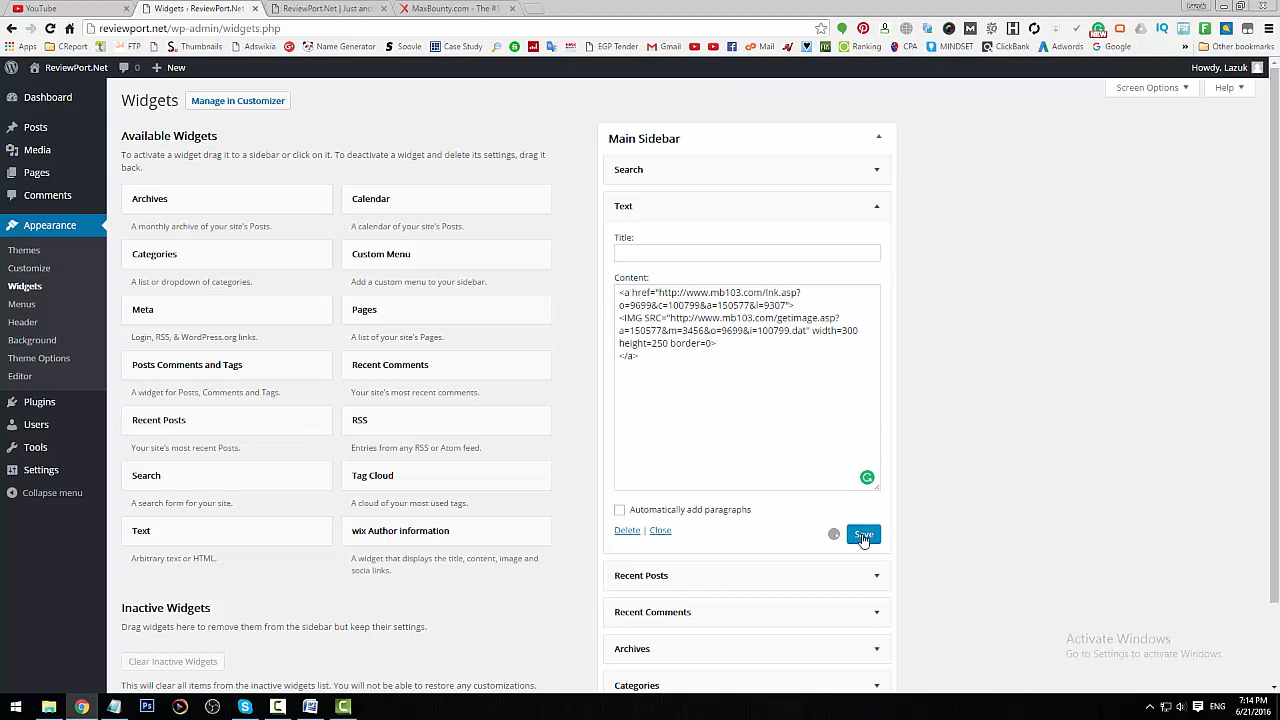 YouTube
Widgets ‹ ReviewPort.Net
ReviewPort.Net | Just anot
MaxBounty.com - The #1
reviewport.net/wp-admin/widgets.php
Apps
CReport
FTP
Thumbnails
Adswikia
Name Generator
Google
Case Study
EGP Tender
Gmail
Mail
Ranking
CPA
MINDSET
ClickBank
Adwords
Google
Other bookmarks
NEW
ReviewPort.Net
0
New
Howdy, Lazuk
Screen Options
Help
Dashboard
Posts
Media
Pages
Comments
Appearance
Themes
Customize
Widgets
Menus
Header
Background
Theme Options
Editor
Plugins
Users
Tools
Settings
Collapse menu
Widgets
Manage in Customizer
Available Widgets
To activate a widget drag it to a sidebar or click on it. To deactivate a widget and delete its settings, drag it
back.
Archives
Calendar
A monthly archive of your site's Posts.
A calendar of your site's Posts.
Categories
Custom Menu
A list or dropdown of categories.
Add a custom menu to your sidebar.
Meta
Pages
Login, RSS, & WordPress.org links.
A list of your site's Pages.
Posts Comments and Tags
Recent Comments
A widget for Posts, Comments and Tags.
Your site's most recent comments.
Recent Posts
RSS
Your site's most recent Posts.
Entries from any RSS or Atom feed.
Search
Tag Cloud
A search form for your site.
A cloud of your most used tags.
Text
wix Author information
Arbitrary text or HTML.
A widget that displays the title, content, image and
socia links.
Inactive Widgets
Drag widgets here to remove them from the sidebar but keep their settings.
Clear Inactive Widgets
This will clear all items from the inactive widgets list. You will not be able to restore any customizations.
Main Sidebar
Search
Text
Title:
Content:
<a href="http://www.mb103.com/lnk.asp?
o=9699&c=100799&a=150577&l=9307">
<IMG SRC="http://www.mb103.com/getimage.asp?
a=150577&m=3456&o=9699&i=100799.dat" width=300
height=250 border=0>
</a>
Automatically add paragraphs
Delete | Close
Save
Recent Posts
Recent Comments
Archives
Categories
Activate Windows
Go to Settings to activate Windows.
ENG
7:14 PM
6/21/2016